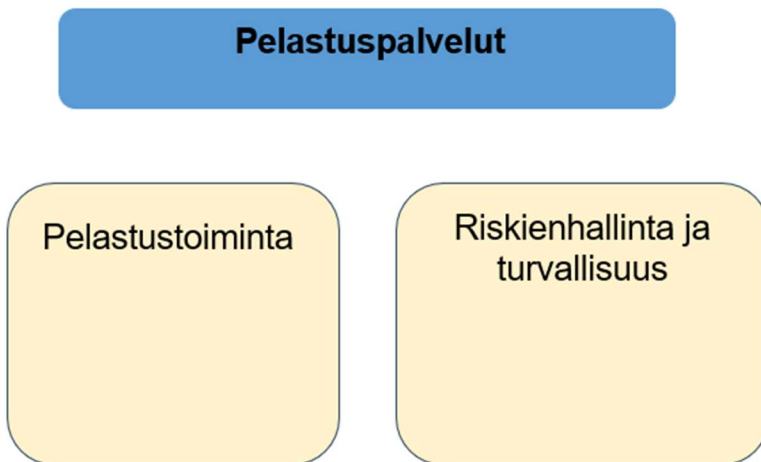 Pelastuspalvelut
Pelastustoiminta
Riskienhallinta ja
turvallisuus